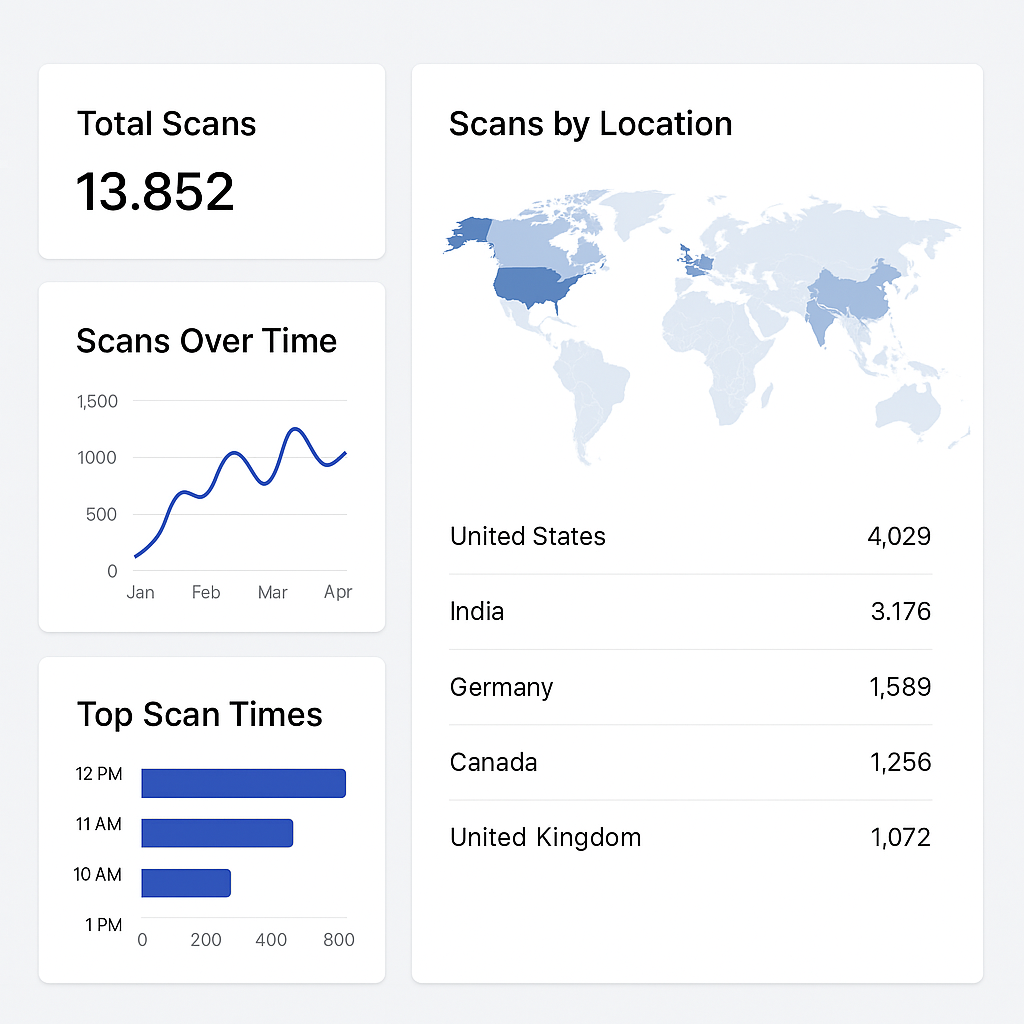 Total Scans
13.852
Scans Over Time
1,500
1000
500
0
Jan Feb Mar Apr
Top Scan Times
12 PM
11 AM
10 AM
1 PM
0 200 400 800
Scans by Location
United States 4,029
India 3.176
Germany 1,589
Canada 1,256
United Kingdom 1,072